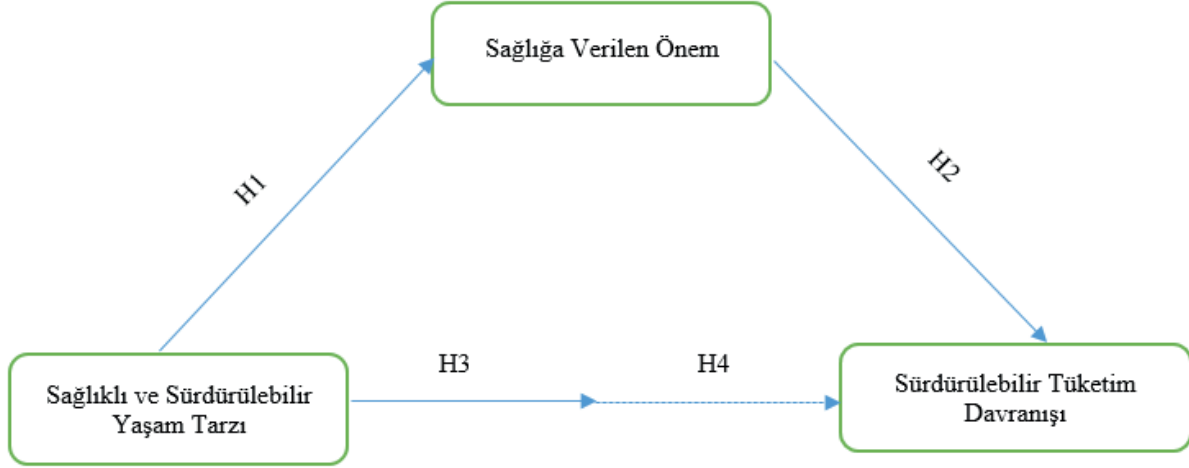 Sağlığa Verilen Önem
H1
H2
H3
H4
Sağlıklı ve Sürdürülebilir
Yaşam Tarzı
Sürdürülebilir Tüketim
Davranışı